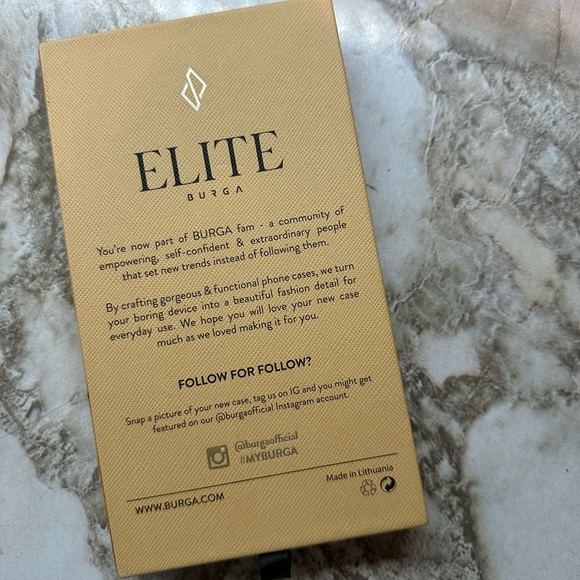 ELITE
BURGA
You're now part of BURGA fam - a community of
empowering, self-confident & extraordinary people
that set new trends instead of following them.
By crafting gorgeous & functional phone cases, we turn
your boring device into a beautiful fashion detail for
everyday use. We hope you will love your new case
much as we loved making it for you.
FOLLOW FOR FOLLOW?
Snap a picture of your new case, tag us on IG and you might get
featured on our @burgaofficial Instagram account.
@burgaofficial
#MYBURGA
Made in Lithuania
WWW.BURGA.COM